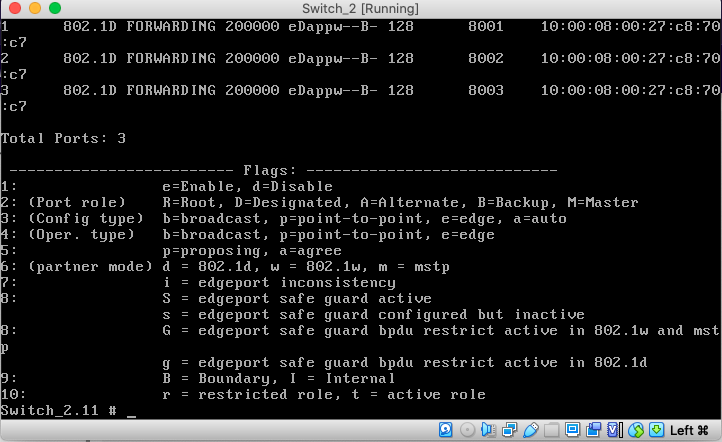 Switch_2 [Running]
1      802.1D FORWARDING 200000 eDappw--B- 128      8001    10:00:08:00:27:c8:70
:c7
2      802.1D FORWARDING 200000 eDappw--B- 128      8002    10:00:08:00:27:c8:70
:c7
3      802.1D FORWARDING 200000 eDappw--B- 128      8003    10:00:08:00:27:c8:70
:c7
Total Ports: 3
------------------------- Flags: ----------------------------
1:                e=Enable, d=Disable
2: (Port role)    R=Root, D=Designated, A=Alternate, B=Backup, M=Master
3: (Config type)  b=broadcast, p=point-to-point, e=edge, a=auto
4: (Oper. type)   b=broadcast, p=point-to-point, e=edge
5:                p=proposing, a=agree
6: (partner mode) d = 802.1d, w = 802.1w, m = mstp
7:                i = edgeport inconsistency
8:                S = edgeport safe guard active
                  s = edgeport safe guard configured but inactive
8:                G = edgeport safe guard bpdu restrict active in 802.1w and mst
p
                  g = edgeport safe guard bpdu restrict active in 802.1d
9:                B = Boundary, I = Internal
10:               r = restricted role, t = active role
Switch_2.11 # _
Left ⌘